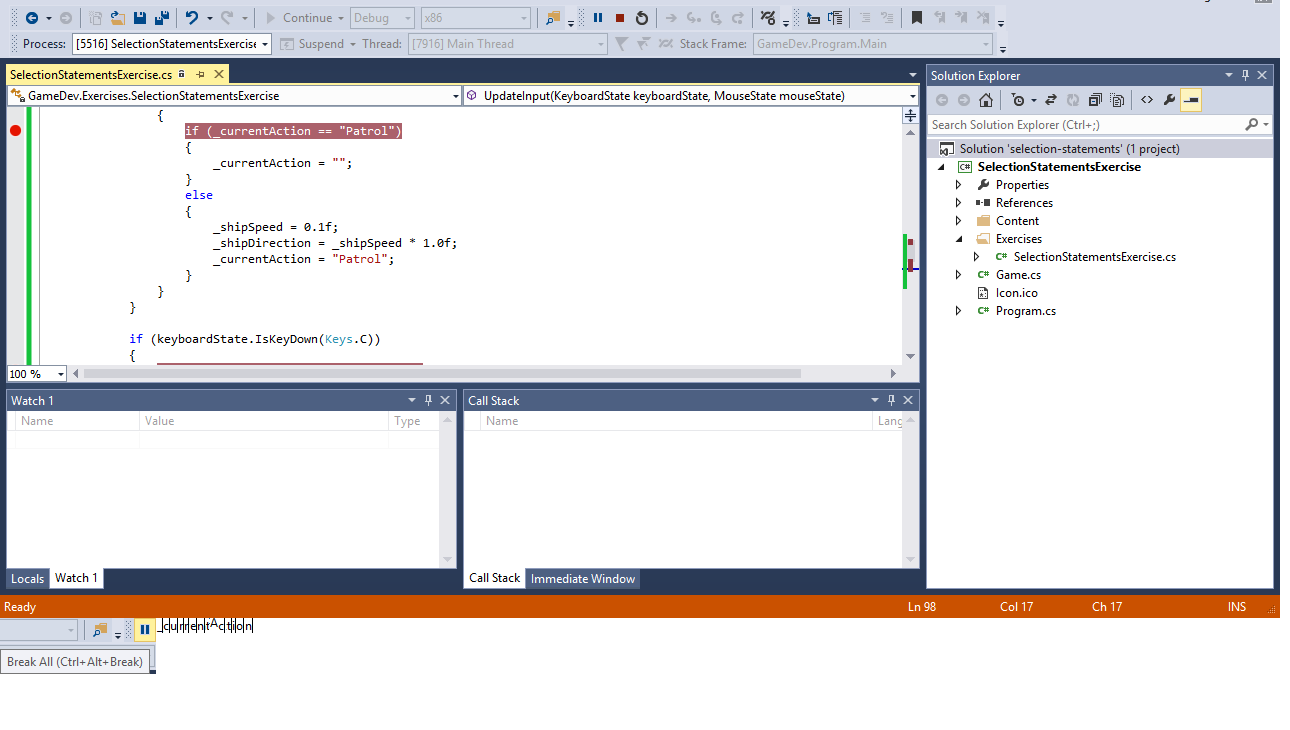 Continue Debug x86
Process: [5516] SelectionStatementsExercise Suspend Thread: [7916] Main Thread Stack Frame: GameDev.Program.Main
SelectionStatementsExercise.cs
GameDev.Exercises.SelectionStatementsExercise UpdateInput(KeyboardState keyboardState, MouseState mouseState)
{
if (_currentAction == "Patrol")
{
_currentAction = "";
}
else
{
_shipSpeed = 0.1f;
_shipDirection = _shipSpeed * 1.0f;
_currentAction = "Patrol";
}
}
}
if (keyboardState.IsKeyDown(Keys.C))
{
100 %
Solution Explorer
Search Solution Explorer (Ctrl+;)
Solution 'selection-statements' (1 project)
C# SelectionStatementsExercise
Properties
References
Content
Exercises
C# SelectionStatementsExercise.cs
C# Game.cs
Icon.ico
C# Program.cs
Watch 1
Name Value Type
Locals Watch 1
Call Stack
Name Lang
Call Stack Immediate Window
Ready Ln 98 Col 17 Ch 17 INS
_currentAction
Break All (Ctrl+Alt+Break)